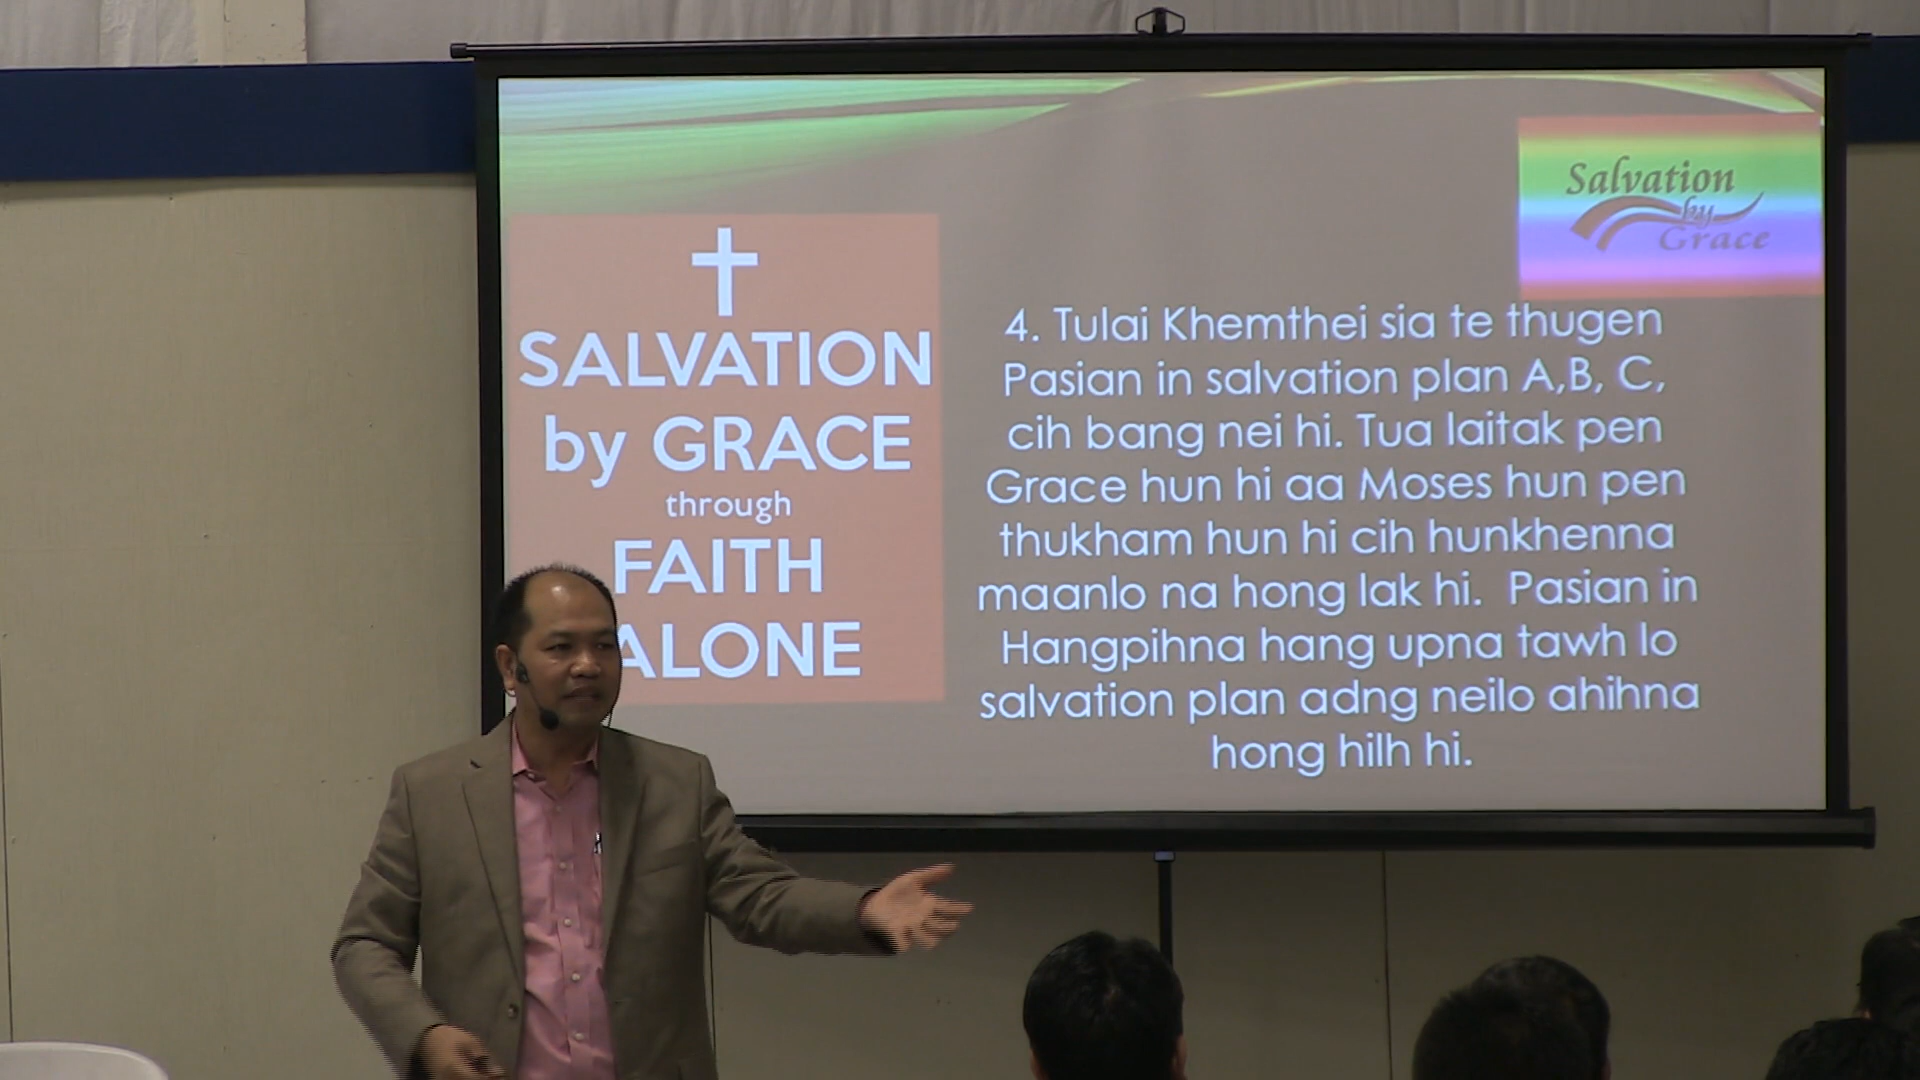 Salvation
by
Grace
SALVATION
by GRACE
through
FAITH
ALONE
4. Tulai Khemthei sia te thugen
Pasian in salvation plan A,B, C,
cih bang nei hi. Tua laitak pen
Grace hun hi aa Moses hun pen
thukham hun hi cih hunkhenna
maanlo na hong lak hi. Pasian in
Hangpihna hang upna tawh lo
salvation plan adng neilo ahihna
hong hilh hi.